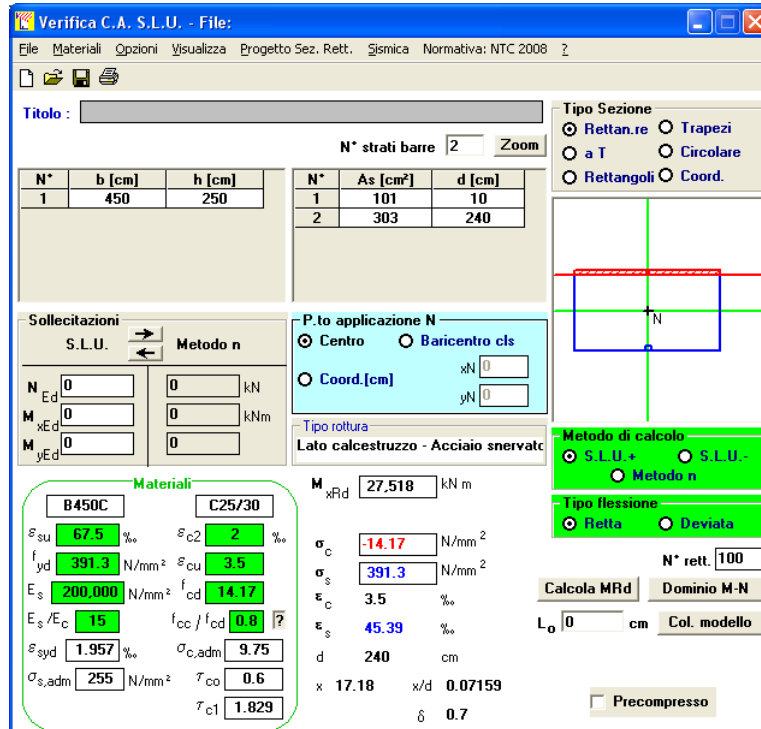 Verifica C.A. S.L.U. - File:
File Materiali Opzioni Visualizza Progetto Sez. Rett. Sismica Normativa: NTC 2008 ?
Titolo :
N* strati barre 2 Zoom
Tipo Sezione
Rettan.re Trapezi
a T Circolare
Rettangoli Coord.
N* b [cm] h [cm]
1 450 250
N* As [cm²] d [cm]
1 101 10
2 303 240
N
Sollecitazioni
S.L.U. Metodo n
N Ed 0 0 kN
M xEd 0 0 kNm
M yEd 0 0
P.to applicazione N
Centro Baricentro cls
Coord.[cm] xN 0
yN 0
Tipo rottura
Lato calcestruzzo - Acciaio snervato
Metodo di calcolo
S.L.U.+ S.L.U.-
Metodo n
Tipo flessione
Retta Deviata
N* rett. 100
Calcola MRd Dominio M-N
L o 0 cm Col. modello
Precompresso
Materiali
B450C C25/30
ε su 67.5 ‰ ε c2 2 ‰
f yd 391.3 N/mm² ε cu 3.5
E s 200,000 N/mm² f cd 14.17
E s /E c 15 f cc / f cd 0.8 ?
ε syd 1.957 ‰ σ c,adm 9.75
σ s,adm 255 N/mm² τ co 0.6
τ c1 1.829
M xRd 27,518 kN m
σ c -14.17 N/mm²
σ s 391.3 N/mm²
ε c 3.5 ‰
ε s 45.39 ‰
d 240 cm
x 17.18 x/d 0.07159
δ 0.7